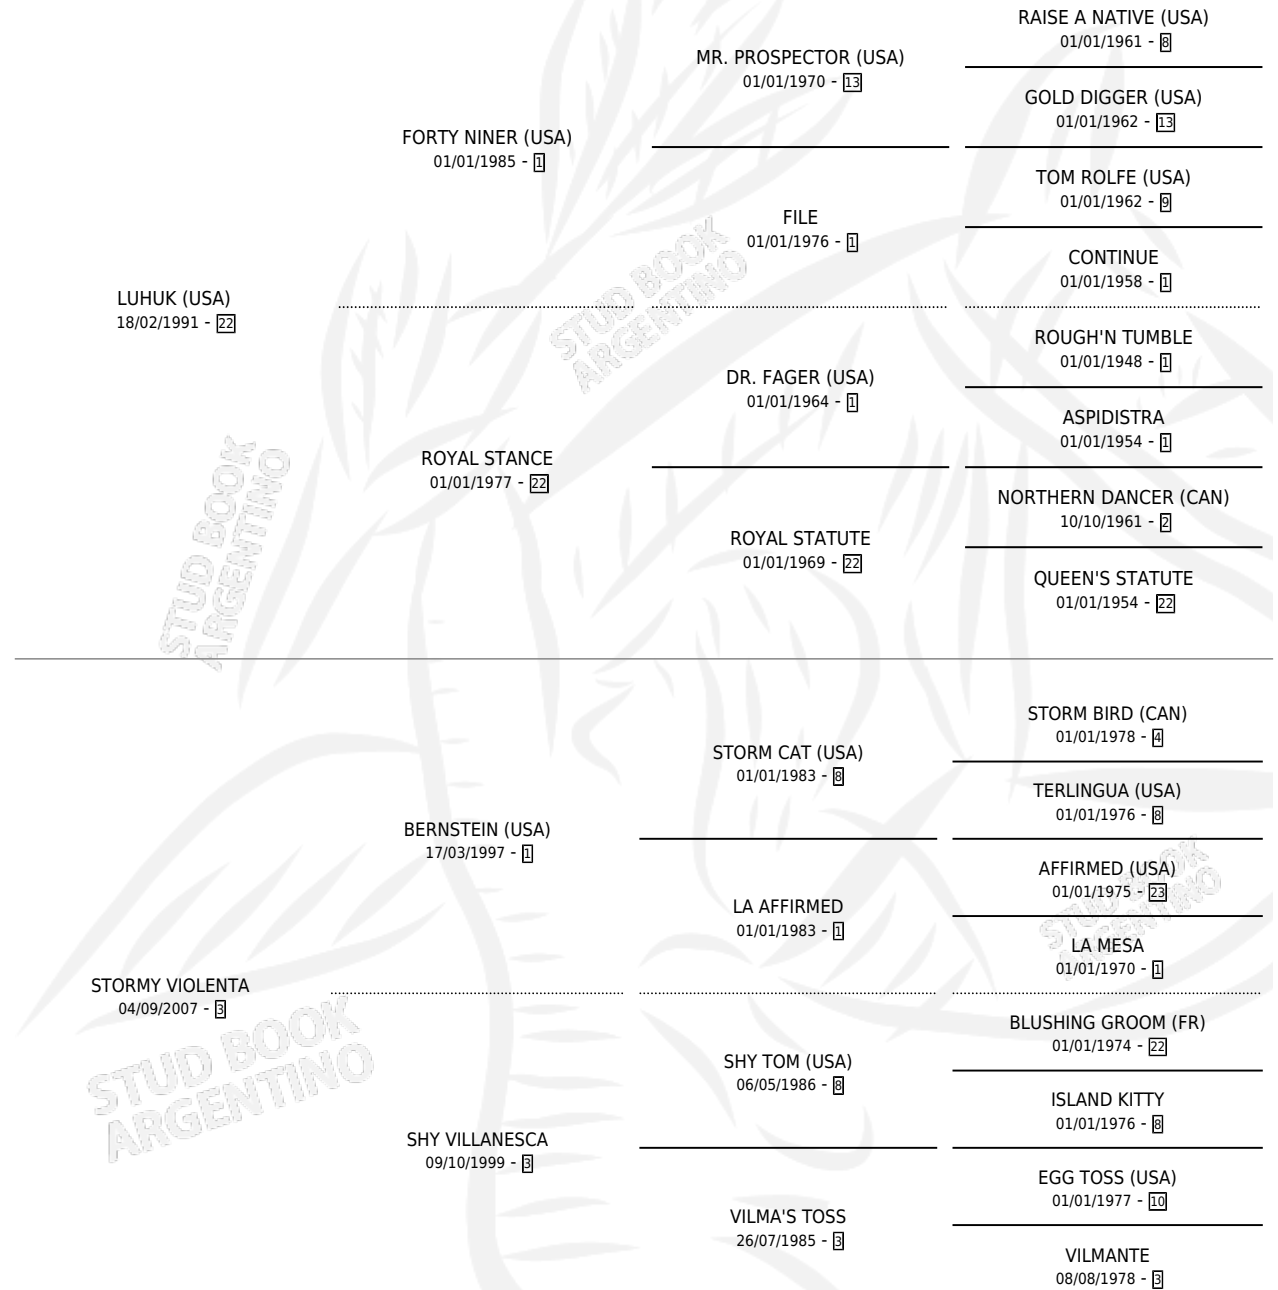 RAISE A NATIVE (USA)
01/01/1961 - 8
MR. PROSPECTOR (USA)
01/01/1970 - 13
GOLD DIGGER (USA)
01/01/1962 - 13
FORTY NINER (USA)
01/01/1985 - 1
TOM ROLFE (USA)
01/01/1962 - 9
FILE
01/01/1976 - 1
CONTINUE
01/01/1958 - 1
LUHUK (USA)
18/02/1991 - 22
ROUGH'N TUMBLE
01/01/1948 - 1
DR. FAGER (USA)
01/01/1964 - 1
ASPIDISTRA
01/01/1954 - 1
ROYAL STANCE
01/01/1977 - 22
NORTHERN DANCER (CAN)
10/10/1961 - 2
ROYAL STATUTE
01/01/1969 - 22
QUEEN'S STATUTE
01/01/1954 - 22
STORM BIRD (CAN)
01/01/1978 - 4
STORM CAT (USA)
01/01/1983 - 8
TERLINGUA (USA)
01/01/1976 - 8
BERNSTEIN (USA)
17/03/1997 - 1
AFFIRMED (USA)
01/01/1975 - 23
LA AFFIRMED
01/01/1983 - 1
LA MESA
01/01/1970 - 1
STORMY VIOLENTA
04/09/2007 - 3
BLUSHING GROOM (FR)
01/01/1974 - 22
SHY TOM (USA)
06/05/1986 - 8
ISLAND KITTY
01/01/1976 - 8
SHY VILLANESCA
09/10/1999 - 3
EGG TOSS (USA)
01/01/1977 - 10
VILMA'S TOSS
26/07/1985 - 3
VILMANTE
08/08/1978 - 3
STUD BOOK
ARGENTINO
STUD BOOK
ARGENTINO
STUD BOOK
ARGENTINO
STUD BOOK
ARGENTINO